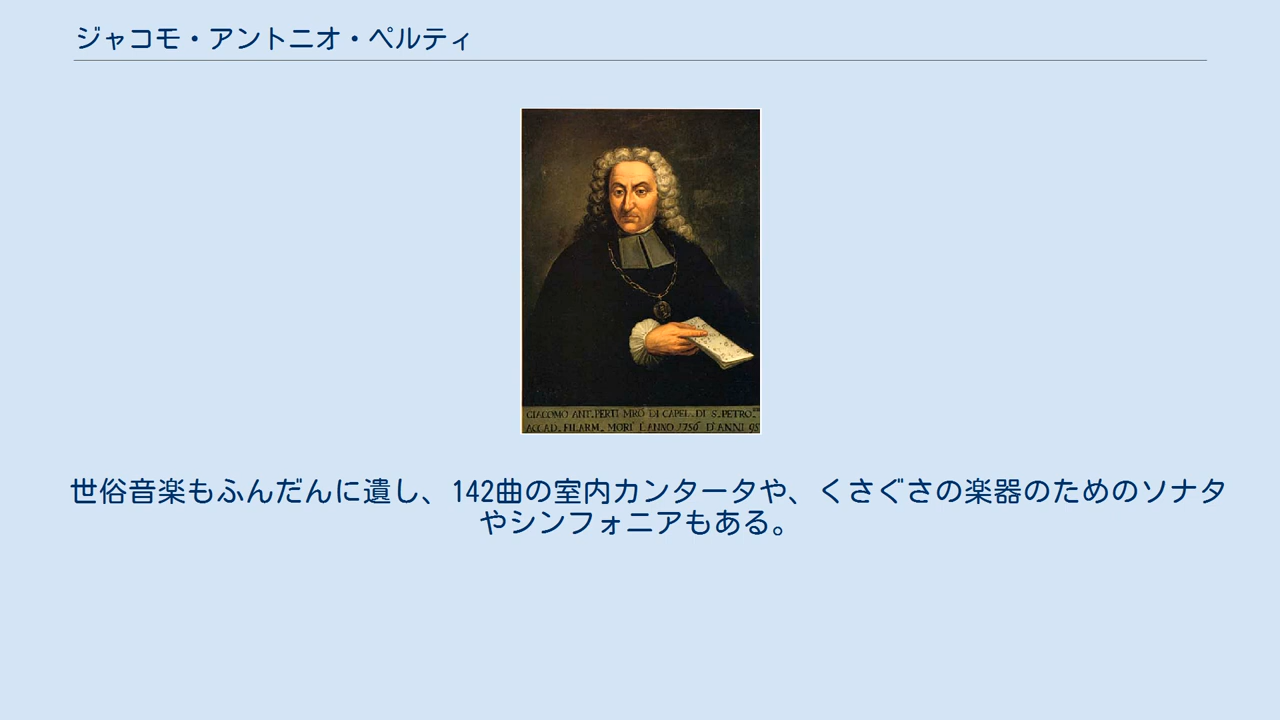 ジャコモ・アントニオ・ペルティ
GIACOMO ANT. PERTI MRO DI CAPEL. DI S. PETRO.
ACCAD. FILARM. MORI L'ANNO 1756 D'ANNI 95
世俗音楽もふんだんに遺し、142曲の室内カンタータや、くさぐさの楽器のためのソナタ
やシンフォニアもある。